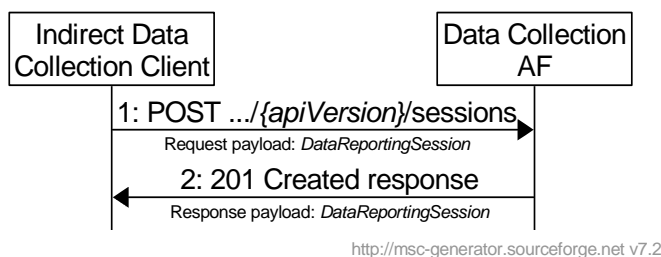 Indirect Data
Collection Client
Data Collection
AF
1: POST .../{apiVersion}/sessions
Request payload: DataReportingSession
2: 201 Created response
Response payload: DataReportingSession
http://msc-generator.sourceforge.net v7.2